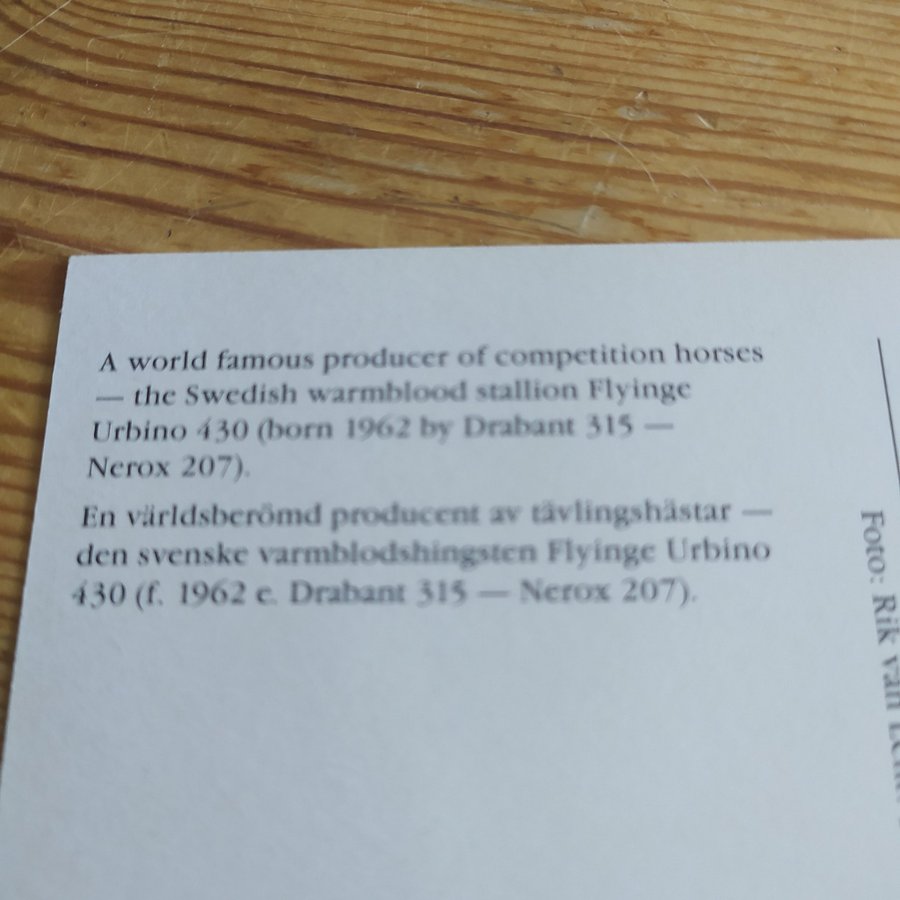 A world famous producer of competition horses
— the Swedish warmblood stallion Flyinge
Urbino 430 (born 1962 by Drabant 315 —
Nerox 207).
En världsberömd producent av tävlingshästar —
den svenske varmblodshingsten Flyinge Urbino
430 (f. 1962 e. Drabant 315 — Nerox 207).
Foto: Rik van